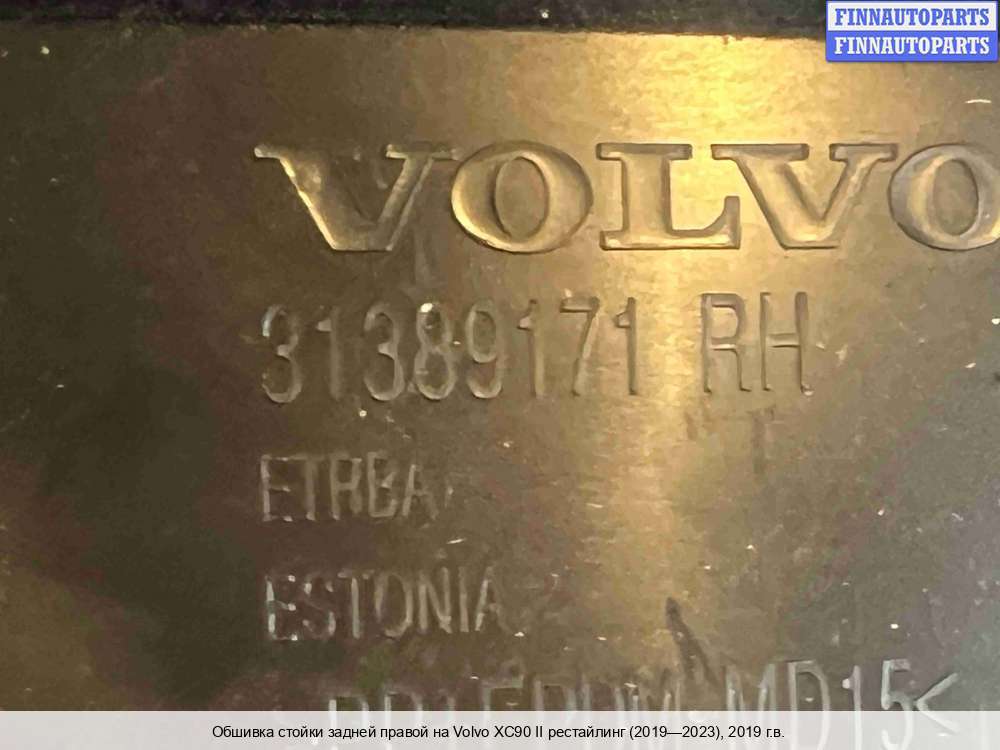 FINNAUTOPARTS
FINNAUTOPARTS
VOLVO
31389171 RH
ETRBA
ESTONIA
MD15<
Обшивка стойки задней правой на Volvo XC90 II рестайлинг (2019—2023), 2019 г.в.